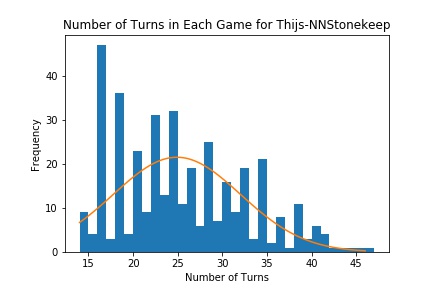 Number of Turns in Each Game for Thijs-NNStonekeep
Frequency
40
30
20
10
0
15 20 25 30 35 40 45
Number of Turns